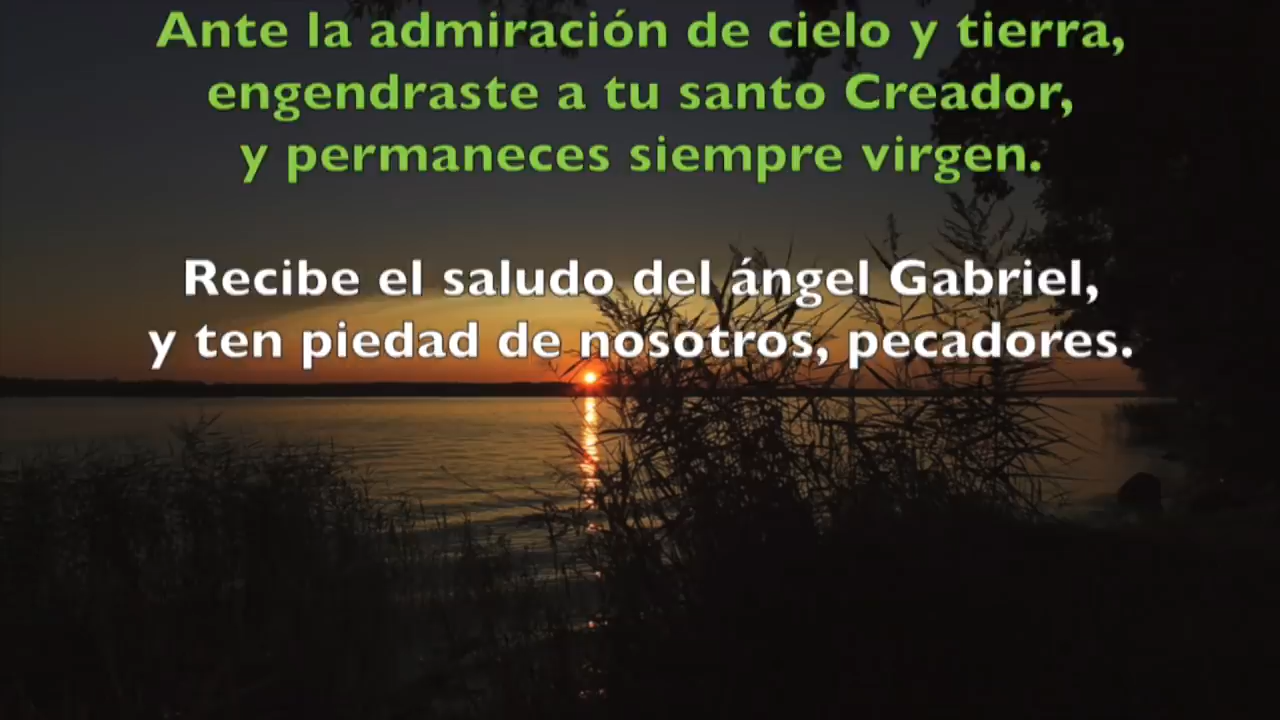 Ante la admiración de cielo y tierra,
engendraste a tu santo Creador,
y permaneces siempre virgen.
Recibe el saludo del ángel Gabriel,
y ten piedad de nosotros, pecadores.